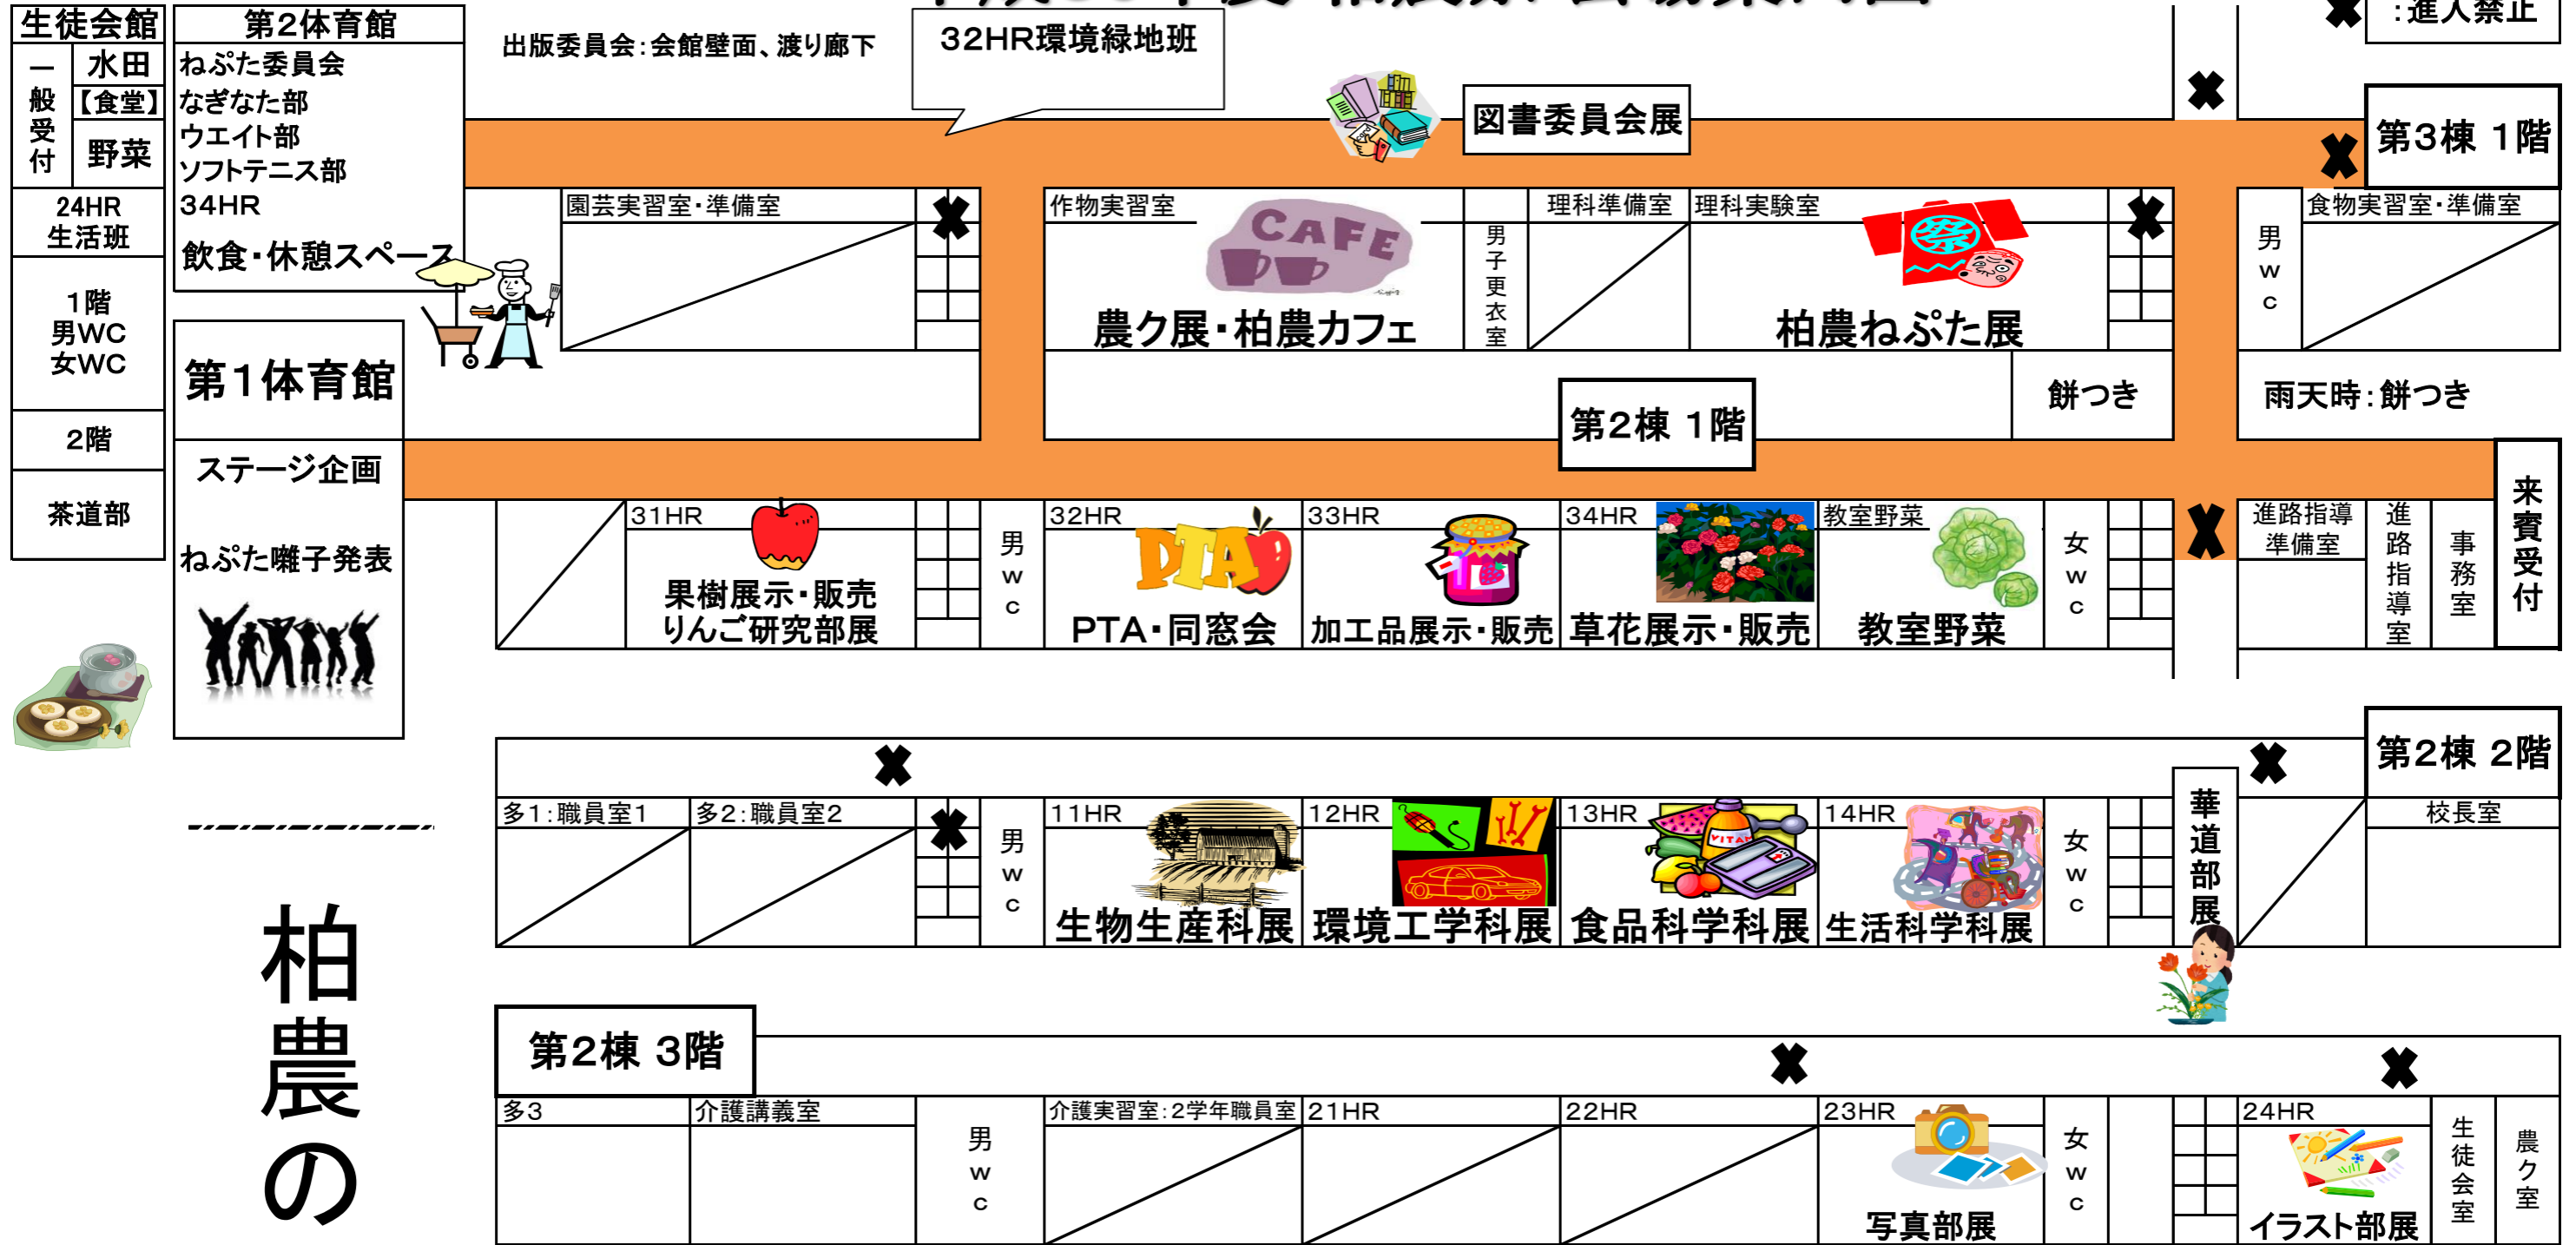 生徒会館
一般受付
水田
【食堂】
野菜
24HR
生活班
1階
男WC
女WC
2階
茶道部
第2体育館
ねぷた委員会
なぎなた部
ウエイト部
ソフトテニス部
34HR
飲食・休憩スペース
第1体育館
ステージ企画
ねぷた囃子発表
出版委員会:会館壁面、渡り廊下
32HR環境緑地班
図書委員会展
:進入禁止
第3棟 1階
園芸実習室・準備室
作物実習室
CAFE
農ク展・柏農カフェ
男子更衣室
理科準備室
理科実験室
祭
柏農ねぷた展
男WC
食物実習室・準備室
餅つき
雨天時:餅つき
第2棟 1階
31HR
果樹展示・販売
りんご研究部展
男WC
32HR
PTA
PTA・同窓会
33HR
加工品展示・販売
34HR
草花展示・販売
教室野菜
教室野菜
女WC
進路指導
準備室
進路指導室
事務室
来賓受付
第2棟 2階
多1:職員室1
多2:職員室2
男WC
11HR
生物生産科展
12HR
環境工学科展
13HR
VITA
食品科学科展
14HR
生活科学科展
女WC
華道部展
校長室
第2棟 3階
多3
介護講義室
男WC
介護実習室:2学年職員室
21HR
22HR
23HR
写真部展
女WC
24HR
イラスト部展
生徒会室
農ク室
柏農の